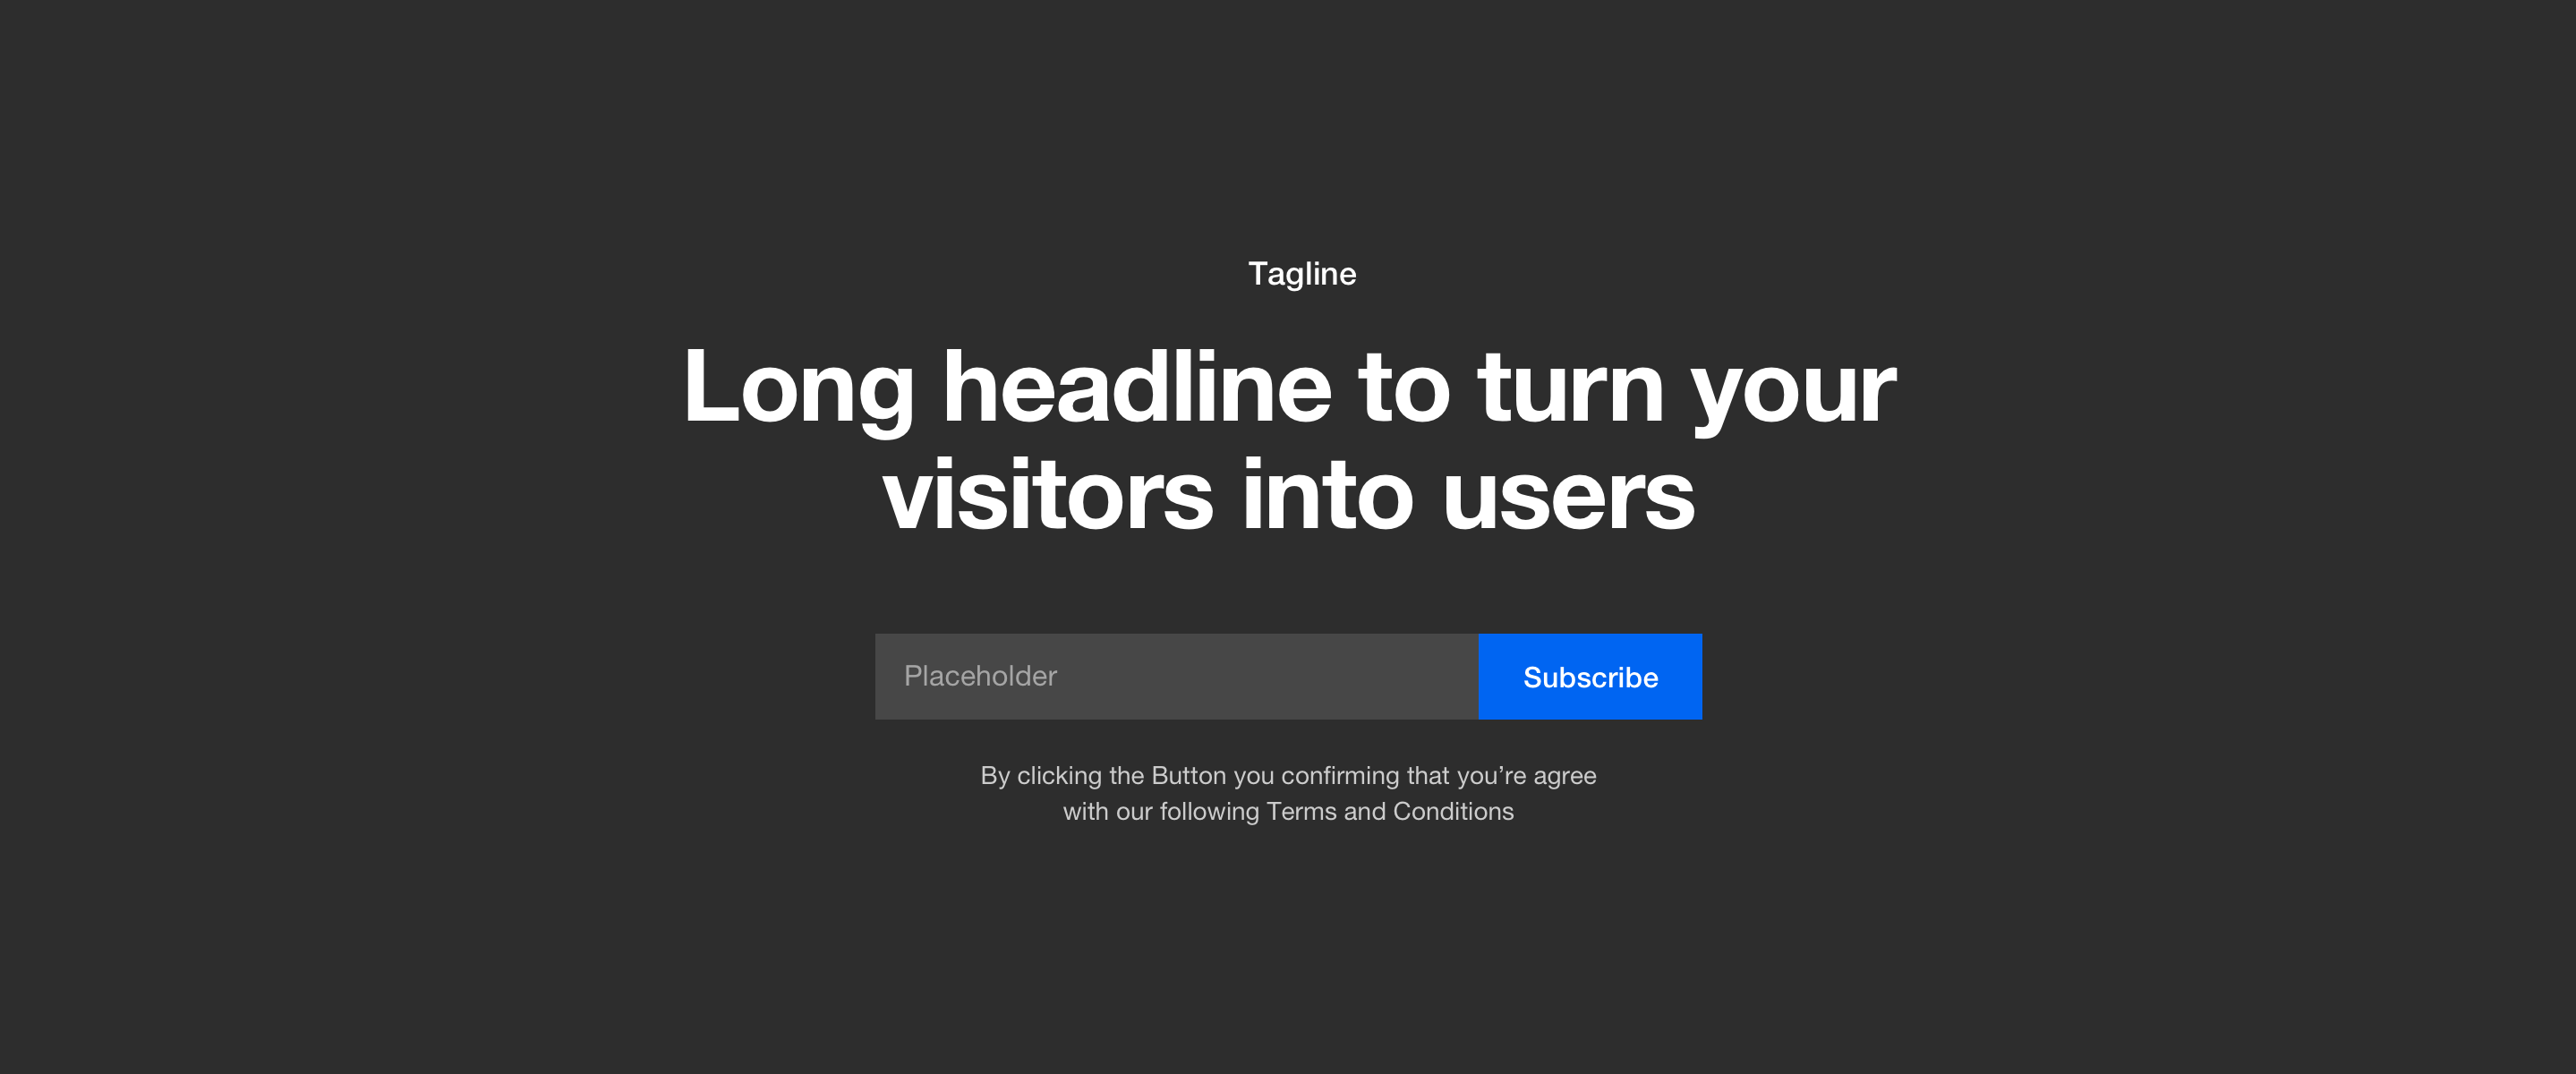 Tagline
Long headline to turn your
visitors into users
Placeholder
Subscribe
By clicking the Button you confirming that you’re agree
with our following Terms and Conditions